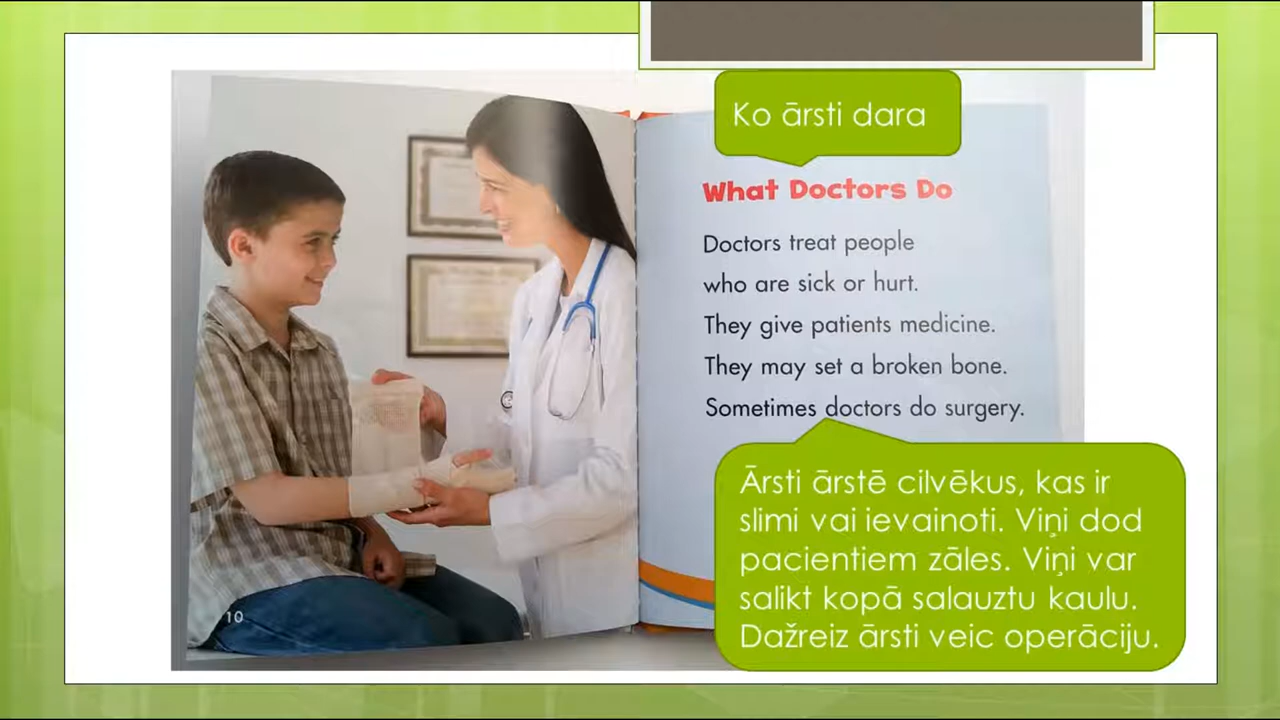 Ko ārsti dara
What Doctors Do
Doctors treat people
who are sick or hurt.
They give patients medicine.
They may set a broken bone.
Sometimes doctors do surgery.
Ārsti ārstē cilvēkus, kas ir
slimi vai ievainoti. Viņi dod
pacientiem zāles. Viņi var
salikt kopā salauztu kaulu.
Dažreiz ārsti veic operāciju.
10